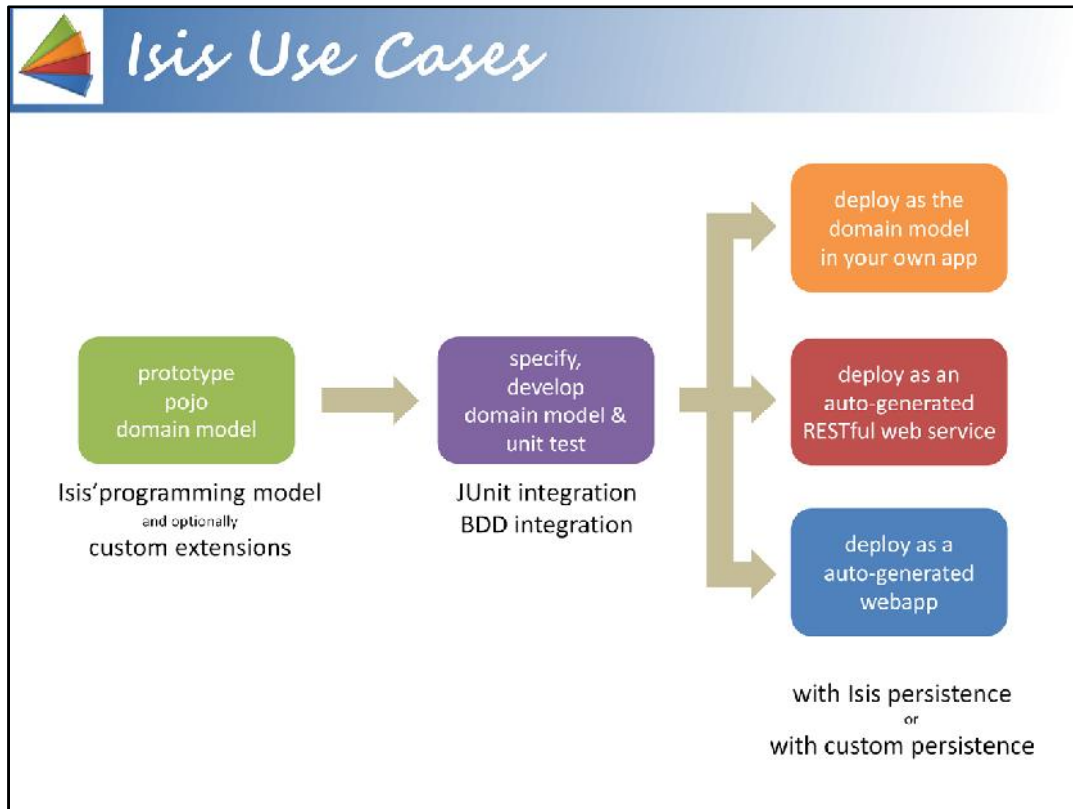 Isis Use Cases
prototype
pojo
domain model
Isis'programming model
and optionally
custom extensions
specify,
develop
domain model &
unit test
JUnit integration
BDD integration
deploy as the
domain model
in your own app
deploy as an
auto-generated
RESTful web service
deploy as a
auto-generated
webapp
with Isis persistence
or
with custom persistence